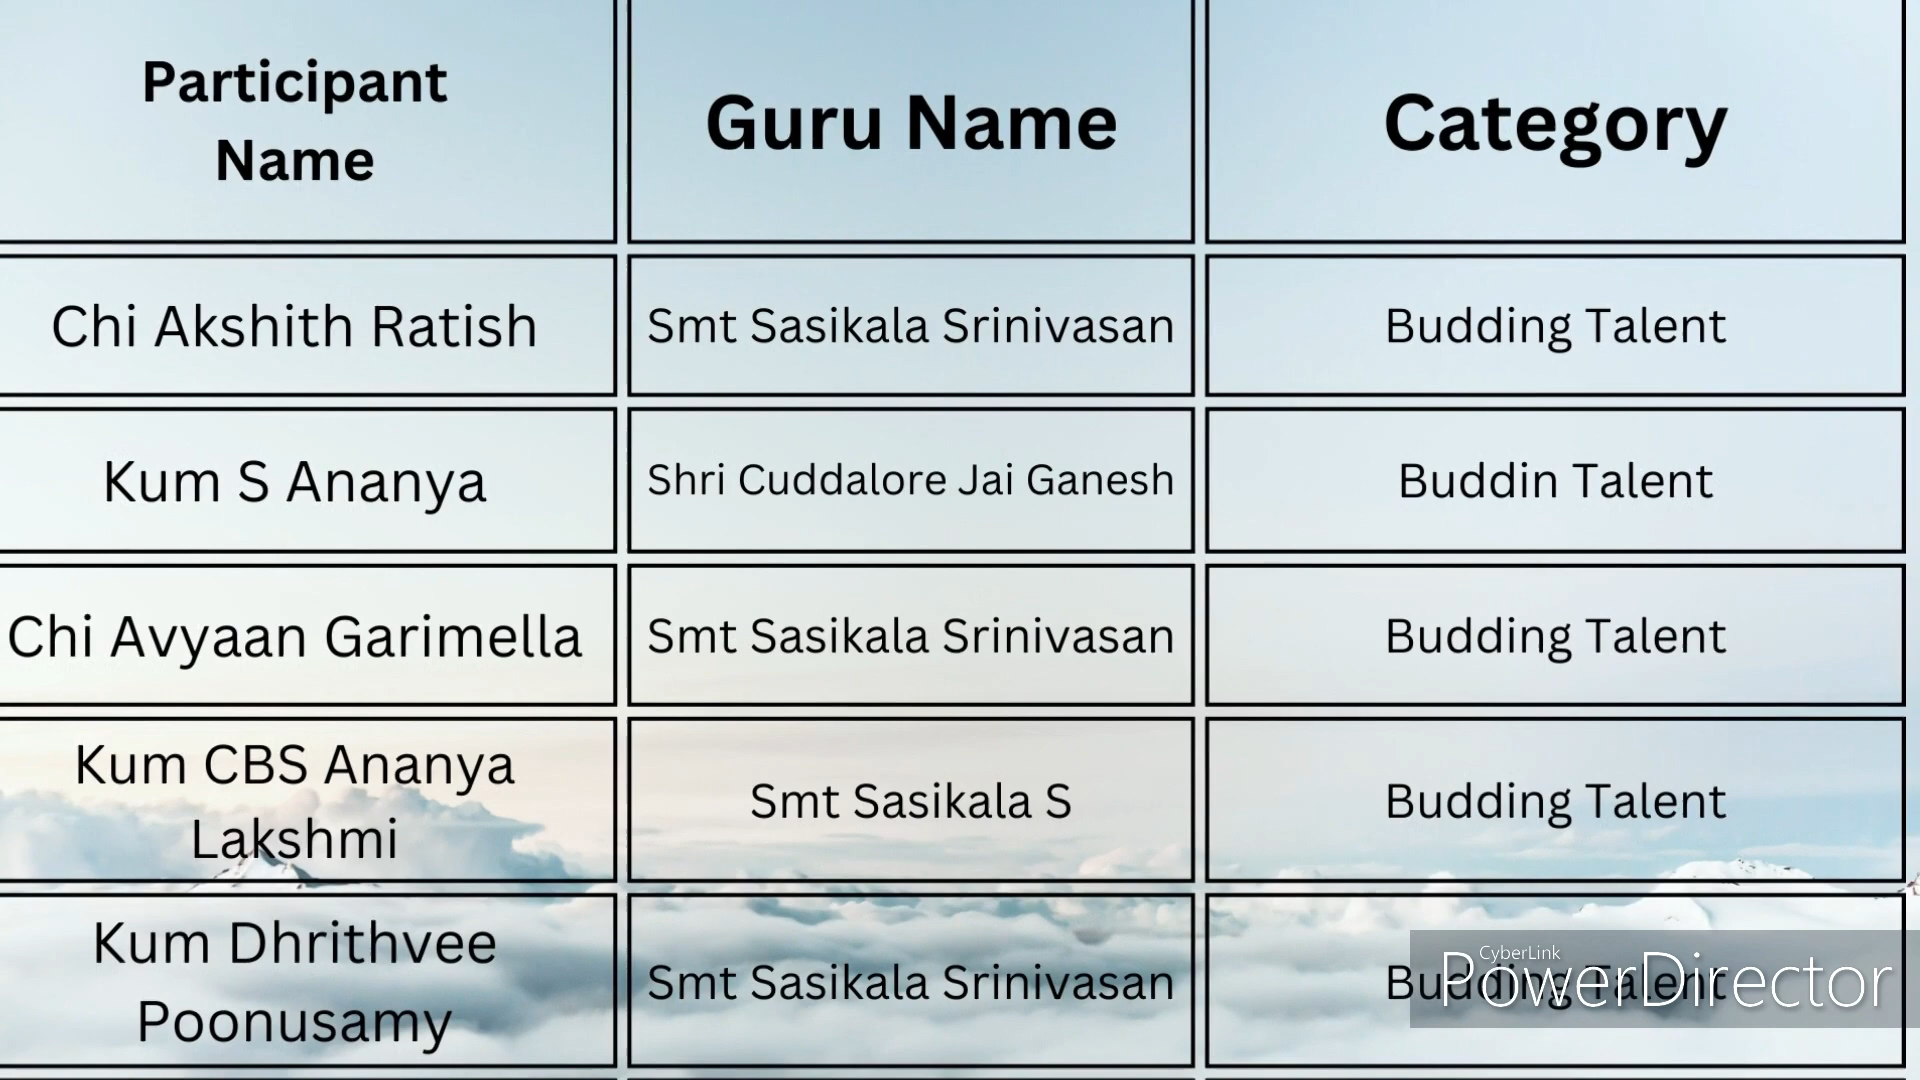 Participant
Name
Guru Name
Category
Chi Akshith Ratish
Smt Sasikala Srinivasan
Budding Talent
Kum S Ananya
Shri Cuddalore Jai Ganesh
Buddin Talent
Chi Avyaan Garimella
Smt Sasikala Srinivasan
Budding Talent
Kum CBS Ananya
Lakshmi
Smt Sasikala S
Budding Talent
Kum Dhrithvee
Poonusamy
Smt Sasikala Srinivasan
Budding Talent
CyberLink
PowerDirector